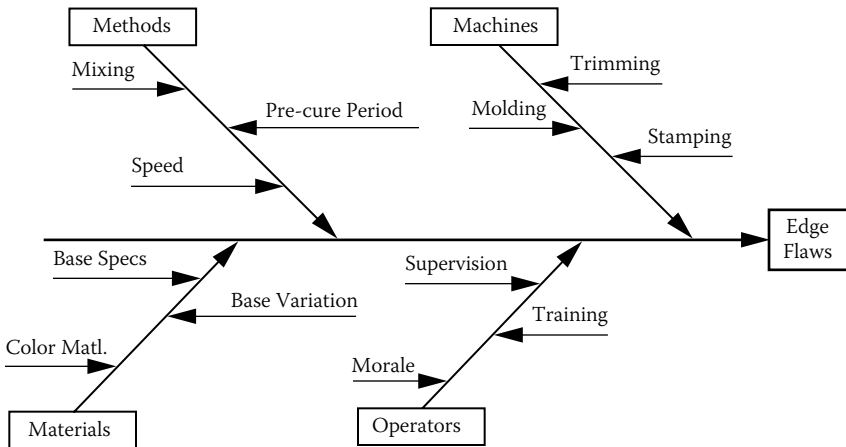 Methods
Machines
Mixing
Trimming
Pre-cure Period
Molding
Stamping
Speed
Edge
Flaws
Base Specs
Supervision
Base Variation
Training
Color Matl.
Morale
Materials
Operators